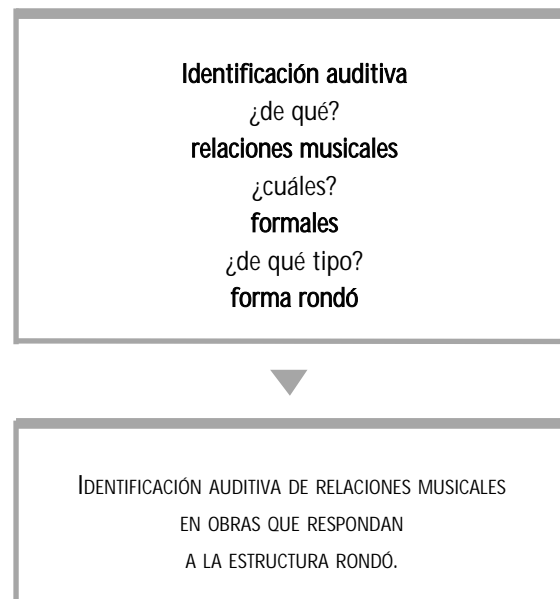 Identificación auditiva
¿de qué?
relaciones musicales
¿cuáles?
formales
¿de qué tipo?
forma rondó
IDENTIFICACIÓN AUDITIVA DE RELACIONES MUSICALES
EN OBRAS QUE RESPONDAN
A LA ESTRUCTURA RONDÓ.